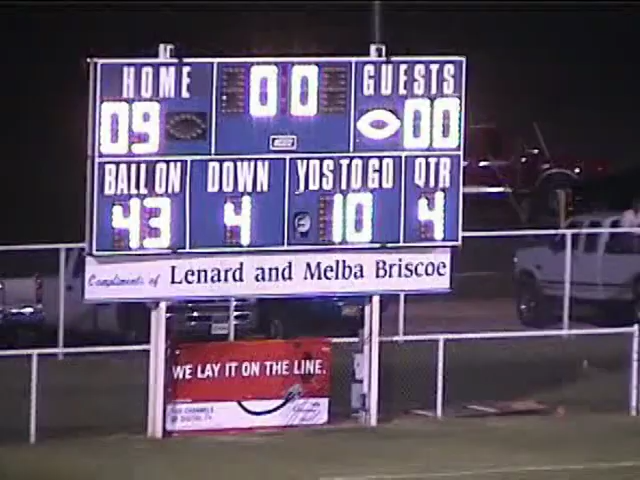 HOME 00 GUESTS
09 00
BALL ON DOWN YDS TO GO QTR
43 4 10 4
Compliments of Lenard and Melba Briscoe
WE LAY IT ON THE LINE.